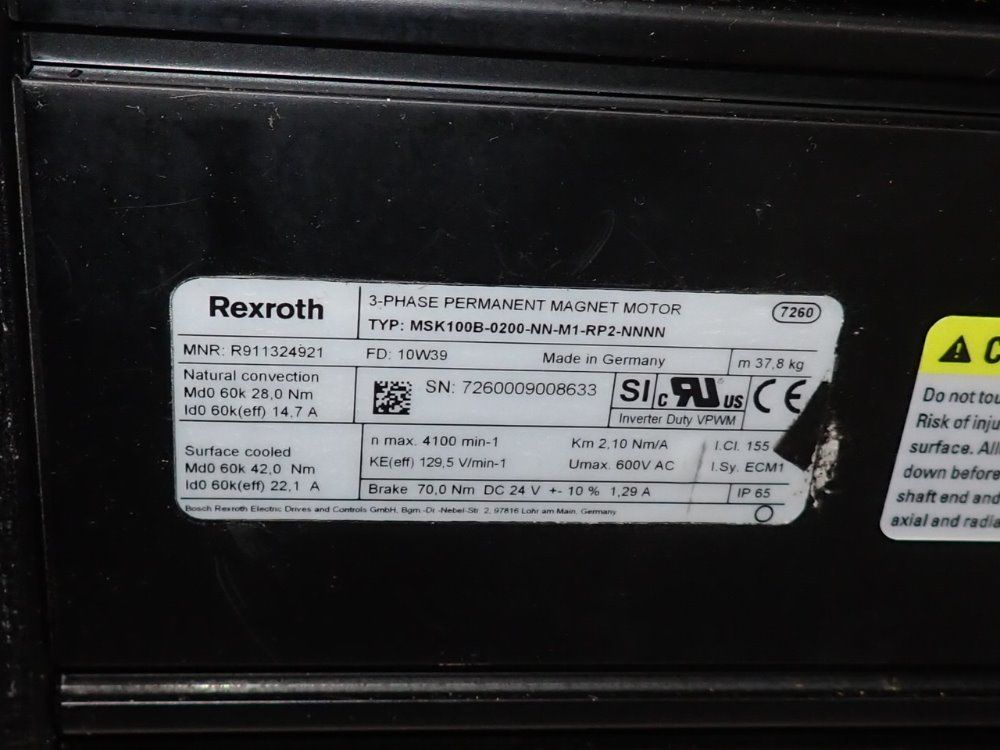 Rexroth
3-PHASE PERMANENT MAGNET MOTOR
7260
TYP: MSK100B-0200-NN-M1-RP2-NNNN
MNR: R911324921
FD: 10W39
Made in Germany
m 37,8 kg
Natural convection
Md0 60k 28,0 Nm
Id0 60k(eff) 14,7 A
SN: 7260009008633
SI
c RU US
Inverter Duty VPWM
CE
Surface cooled
Md0 60k 42,0 Nm
Id0 60k(eff) 22,1 A
n max. 4100 min-1
Km 2,10 Nm/A
I.Cl. 155
KE(eff) 129,5 V/min-1
Umax. 600V AC
I.Sy. ECM1
Brake 70,0 Nm DC 24 V +- 10 % 1,29 A
IP 65
Bosch Rexroth Electric Drives and Controls GmbH, Bgm.-Dr.-Nebel-Str. 2, 97816 Lohr am Main, Germany
C
Do not tou
Risk of inju
surface. All
down before
shaft end and
axial and radia